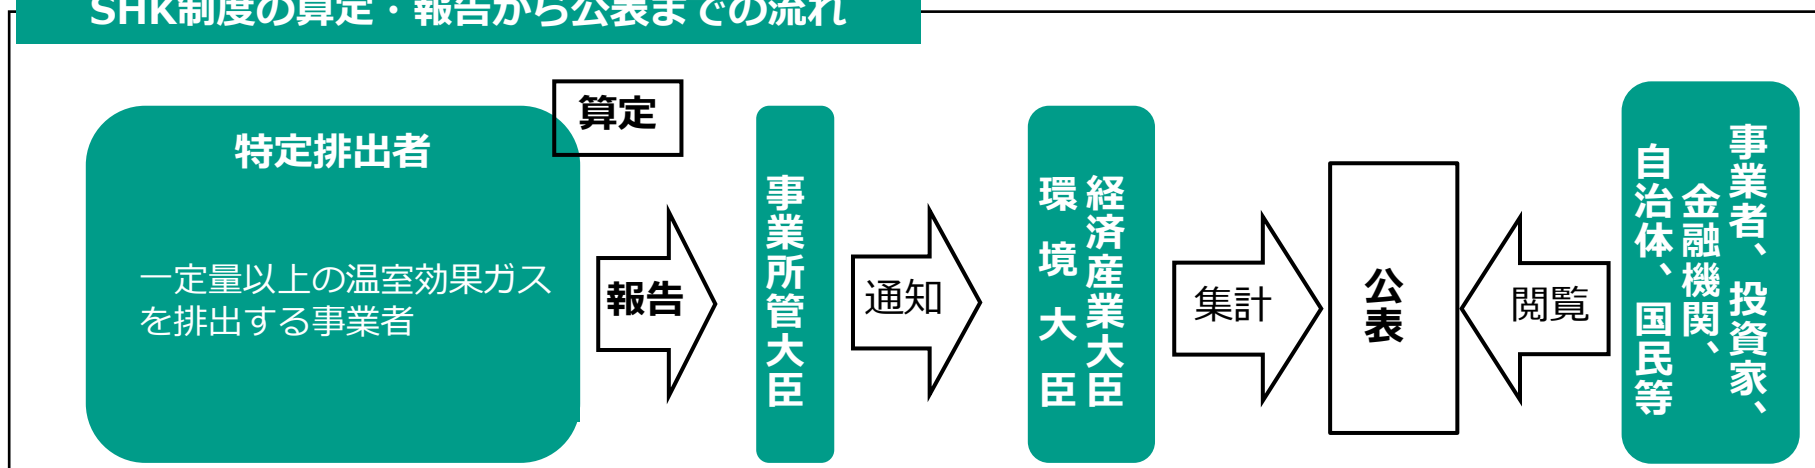 SHK制度の算定・報告から公表までの流れ
特定排出者
一定量以上の温室効果ガス
を排出する事業者
算定
報告
事業所管大臣
通知
経済産業大臣
環境大臣
集計
公表
閲覧
事業者、投資家、
金融機関、
自治体、国民等